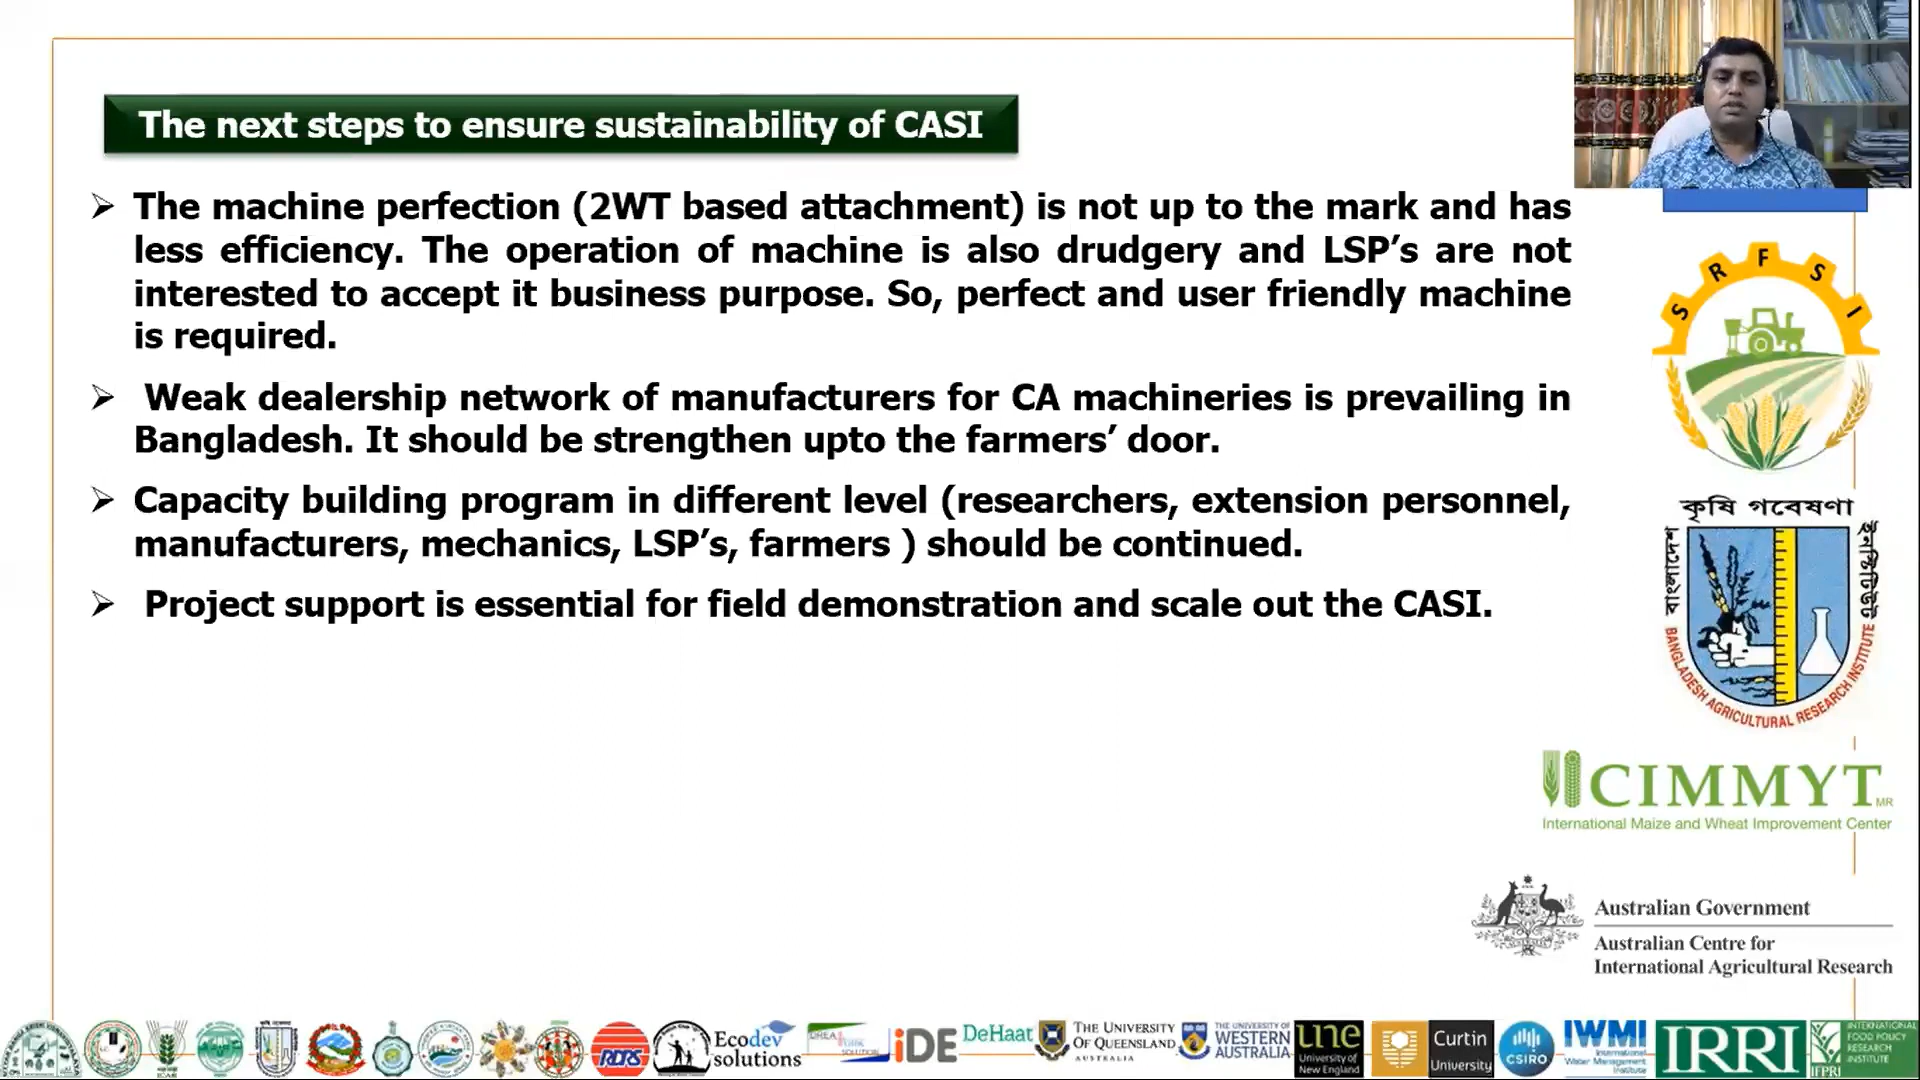 The next steps to ensure sustainability of CASI
The machine perfection (2WT based attachment) is not up to the mark and has
less efficiency. The operation of machine is also drudgery and LSP’s are not
interested to accept it business purpose. So, perfect and user friendly machine
is required.
Weak dealership network of manufacturers for CA machineries is prevailing in
Bangladesh. It should be strengthen upto the farmers’ door.
Capacity building program in different level (researchers, extension personnel,
manufacturers, mechanics, LSP’s, farmers ) should be continued.
Project support is essential for field demonstration and scale out the CASI.
S R F S I
কৃষি গবেষণা
বাংলাদেশ
ইনস্টিটিউট
BANGLADESH AGRICULTURAL RESEARCH INSTITUTE
CIMMYT
MR
International Maize and Wheat Improvement Center
Australian Government
Australian Centre for
International Agricultural Research
RDRS
Ecodev
solutions
iDE
DeHaat
THE UNIVERSITY
OF QUEENSLAND
AUSTRALIA
THE UNIVERSITY OF
WESTERN
AUSTRALIA
une
University of
New England
Curtin
University
CSIRO
IWMI
International
Water Management
Institute
IRRI
INTERNATIONAL
FOOD POLICY
RESEARCH
INSTITUTE
IFPRI